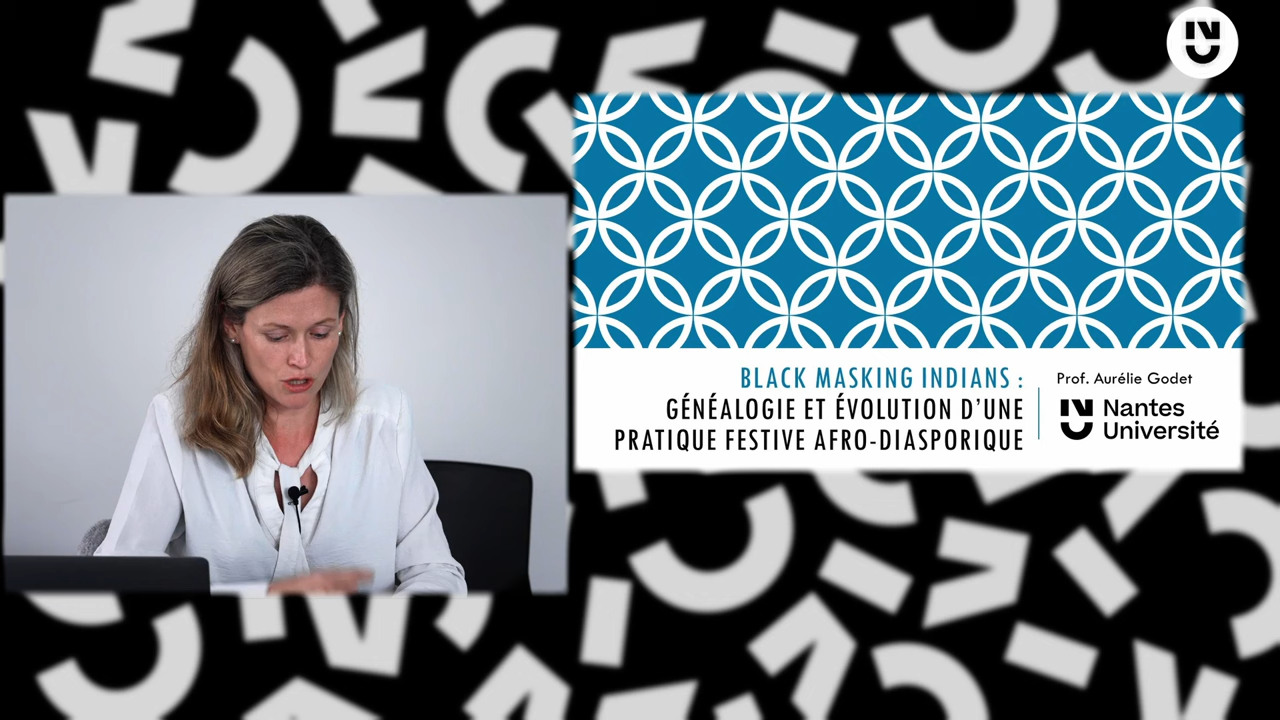 BLACK MASKING INDIANS :
GÉNÉALOGIE ET ÉVOLUTION D'UNE
PRATIQUE FESTIVE AFRO-DIASPORIQUE
Prof. Aurélie Godet
Nantes
Université